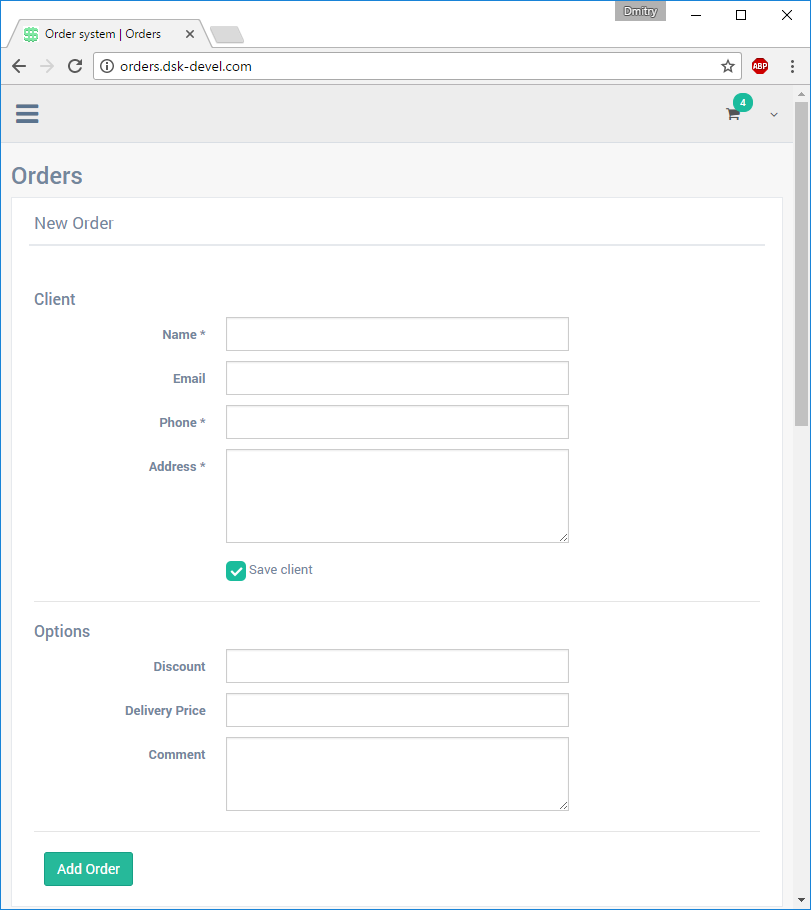 Dmitry
Order system | Orders
orders.dsk-devel.com
ABP
4
Orders
New Order
Client
Name *
Email
Phone *
Address *
Save client
Options
Discount
Delivery Price
Comment
Add Order